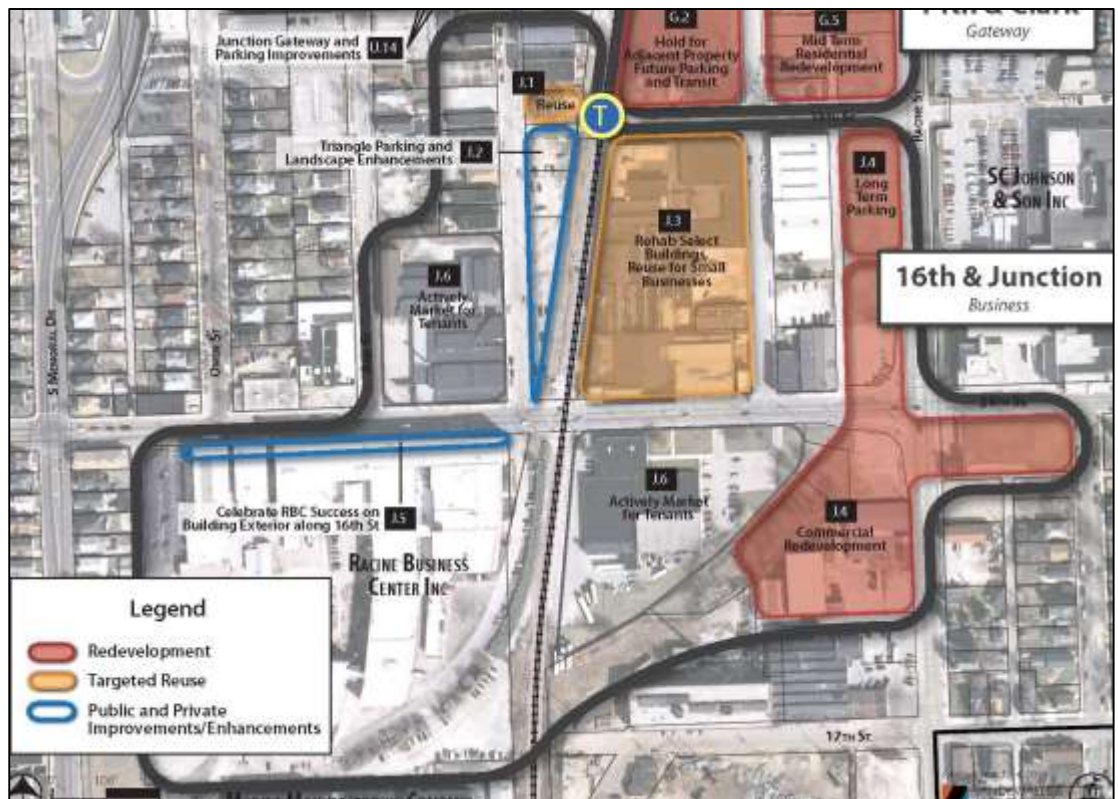 Junction Gateway and
Parking Improvements
U.14
G.2
Hold for
Adjacent Property
Future Parking
and Transit
G.5
Mid Term
Residential
Redevelopment
14th & Clark
Gateway
J.1
Reuse
T
Triangle Parking and
Landscape Enhancements
J.2
J.3
Rehab Select
Buildings,
Reuse for Small
Businesses
J.4
Long
Term
Parking
Racine St
SC Johnson
& Son Inc
16th & Junction
Business
J.6
Actively
Market for
Tenants
S Memorial Dr
J.6
Actively Market
for Tenants
J.4
Commercial
Redevelopment
Celebrate RBC Success on
Building Exterior along 16th St
J.5
Racine Business
Center Inc
17th St
Legend
Redevelopment
Targeted Reuse
Public and Private
Improvements/Enhancements